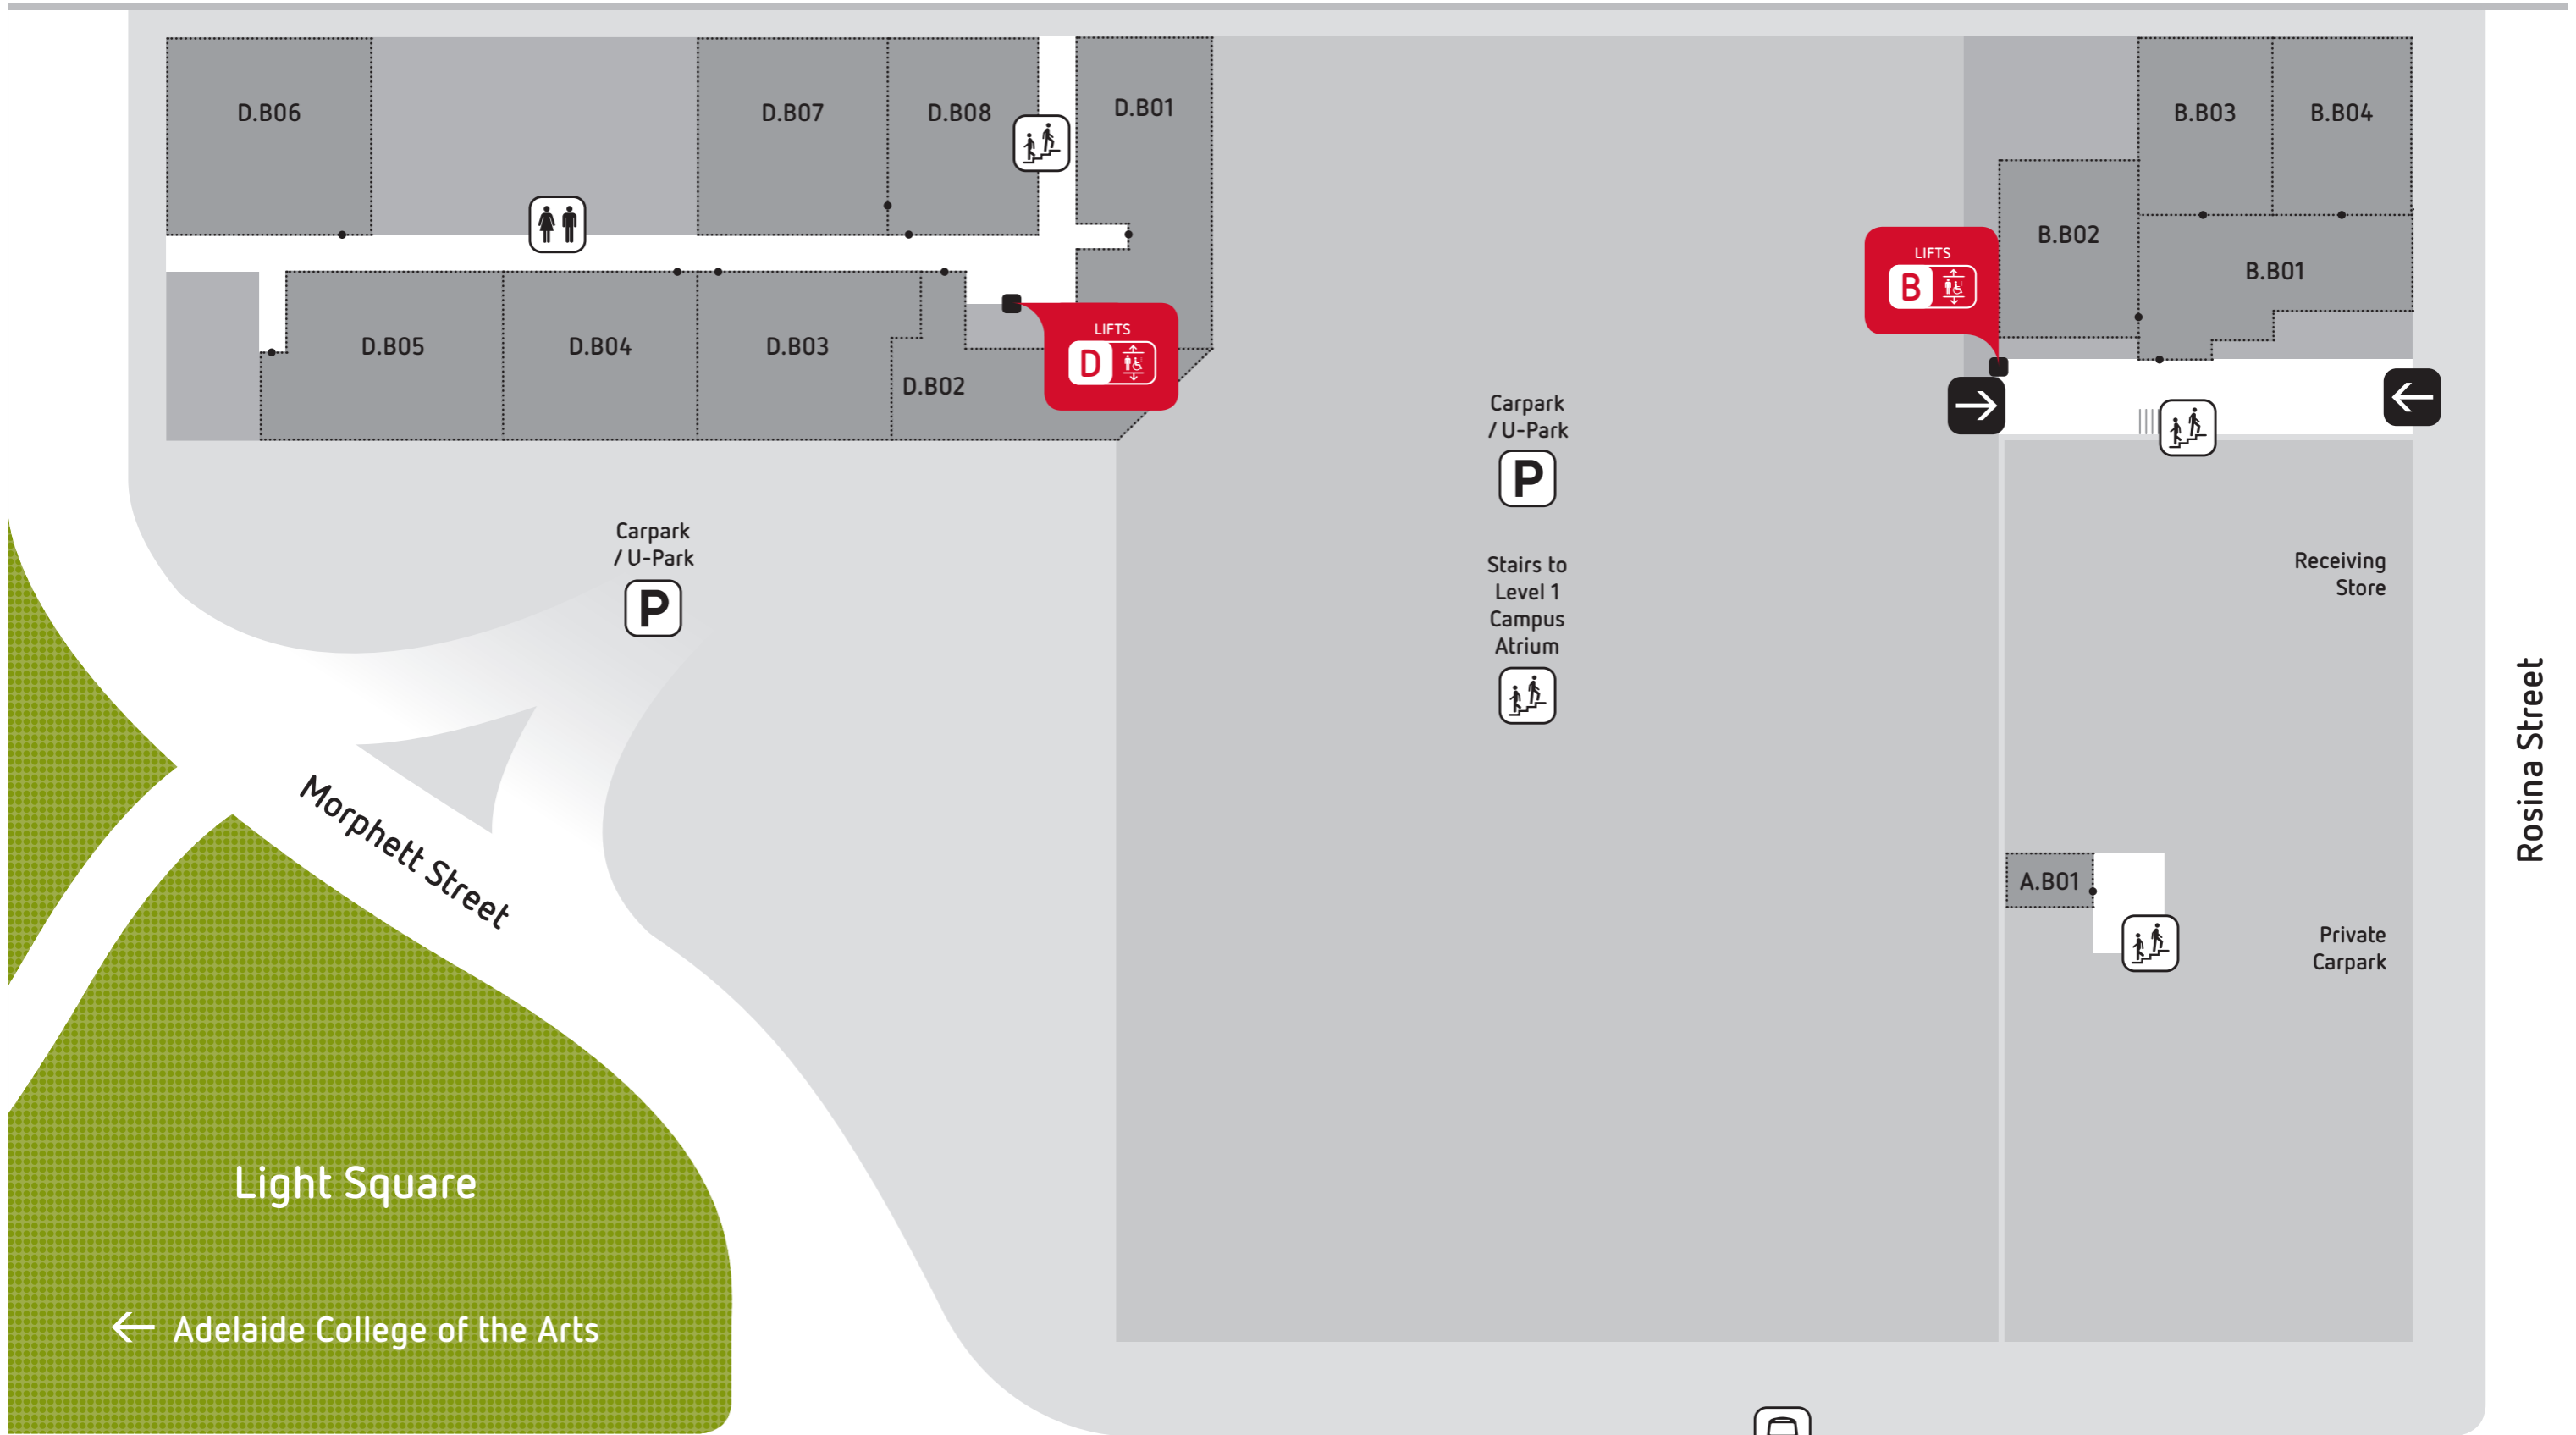 D.B06
D.B07
D.B08
D.B01
B.B03
B.B04
B.B02
B.B01
LIFTS
B
LIFTS
D
D.B05
D.B04
D.B03
D.B02
Carpark
/ U-Park
P
Carpark
/ U-Park
P
Stairs to
Level 1
Campus
Atrium
Receiving
Store
Rosina Street
Morphett Street
A.B01
Private
Carpark
Light Square
← Adelaide College of the Arts